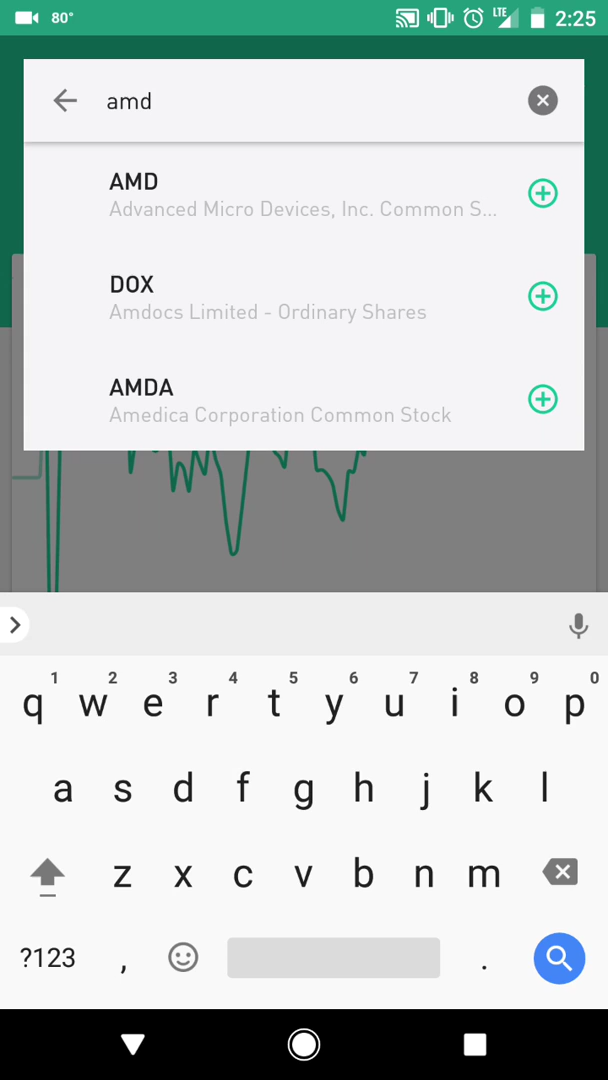 80°
LTE
2:25
amd
AMD
Advanced Micro Devices, Inc. Common S...
DOX
Amdocs Limited - Ordinary Shares
AMDA
Amedica Corporation Common Stock
1 2 3 4 5 6 7 8 9 0
q w e r t y u i o p
a s d f g h j k l
z x c v b n m
?123 , .